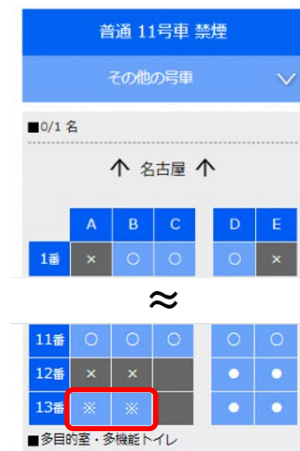 普通 11号車 禁煙
その他の号車
■0/1 名
↑ 名古屋 ↑
A B C D E
1番 × ○ ○ ○ ×
≈
11番 ○ ○ ○ ○ ○
12番 × × ● ●
13番 ※ ※ ● ●
■多目的室・多機能トイレ